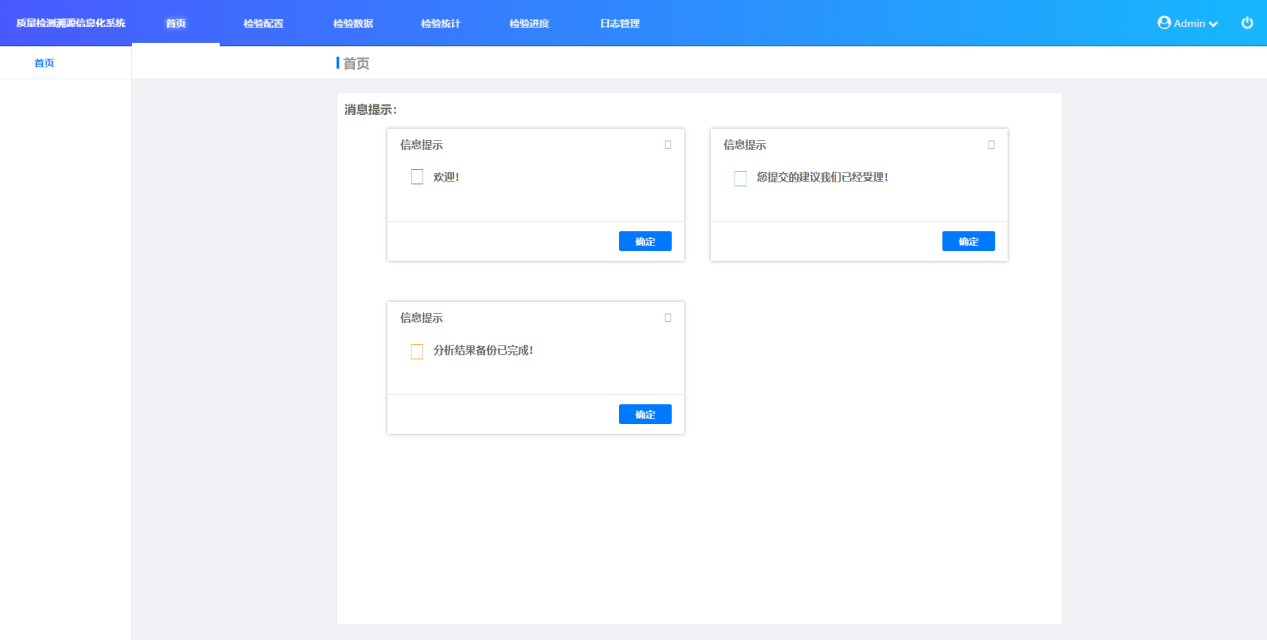 质量检测溯源信息化系统
首页
检验配置
检验数据
检验统计
检验进度
日志管理
Admin
首页
首页
消息提示:
信息提示
欢迎!
确定
信息提示
您提交的建议我们已经受理!
确定
信息提示
分析结果备份已完成!
确定